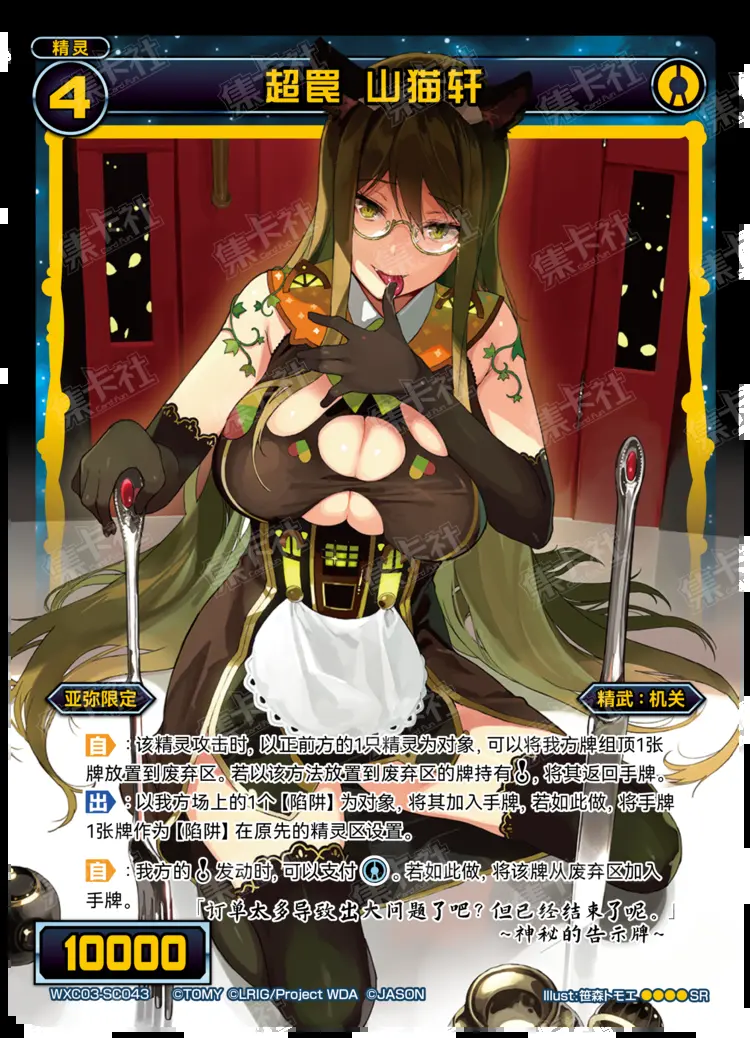 精灵
4
超罠 山猫轩
亚弥限定
精武：机关
自：该精灵攻击时，以正前方的1只精灵为对象，可以将我方牌组顶1张
牌放置到废弃区。若以该方法放置到废弃区的牌持有，将其返回手牌。
出：以我方场上的1个【陷阱】为对象，将其加入手牌，若如此做，将手牌
1张牌作为【陷阱】在原先的精灵区设置。
自：我方的发动时，可以支付。若如此做，将该牌从废弃区加入
手牌。
「打单太多导致出大问题了吧？但已经结束了呢。」
~神秘的告示牌~
10000
WXC03-SC043 ©TOMY ©LRIG/Project WDA ©JASON
Illust:笹森トモエ SR
集卡社